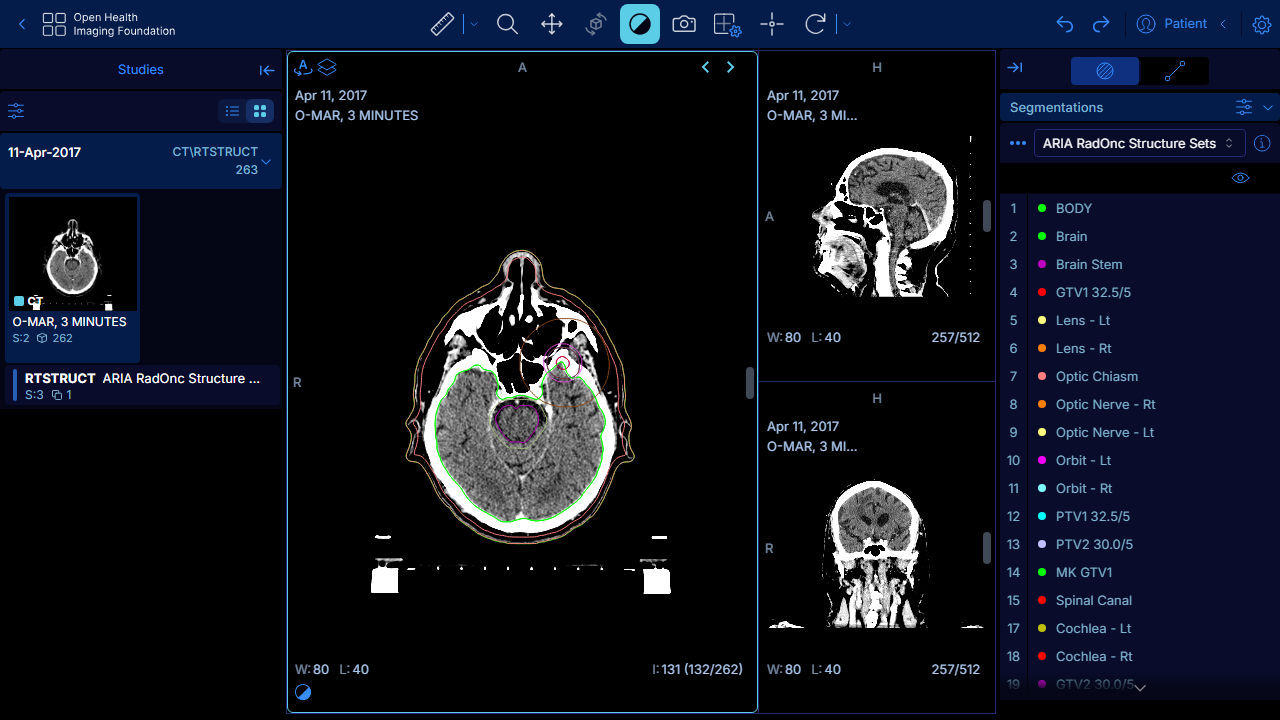 Open Health
Imaging Foundation
Patient
Studies
11-Apr-2017
CT\RTSTRUCT
263
CT
O-MAR, 3 MINUTES
S:2 262
RTSTRUCT ARIA RadOnc Structure ...
S:3 1
A
A
Apr 11, 2017
O-MAR, 3 MINUTES
R
W:80 L:40
I:131 (132/262)
H
Apr 11, 2017
O-MAR, 3 MI...
A
W:80 L:40
257/512
H
Apr 11, 2017
O-MAR, 3 MI...
R
W:80 L:40
257/512
Segmentations
ARIA RadOnc Structure Sets
1 BODY
2 Brain
3 Brain Stem
4 GTV1 32.5/5
5 Lens - Lt
6 Lens - Rt
7 Optic Chiasm
8 Optic Nerve - Rt
9 Optic Nerve - Lt
10 Orbit - Lt
11 Orbit - Rt
12 PTV1 32.5/5
13 PTV2 30.0/5
14 MK GTV1
15 Spinal Canal
17 Cochlea - Lt
18 Cochlea - Rt
19 GTV2 30.0/5